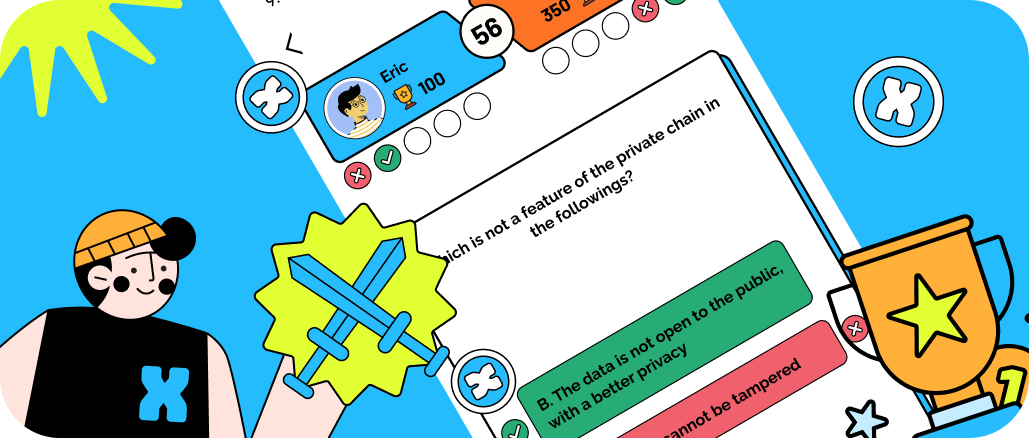 56
350
Eric
100
is not a feature of the private chain in
the followings?
B. The data is not open to the public,
with a better privacy
cannot be tampered
1